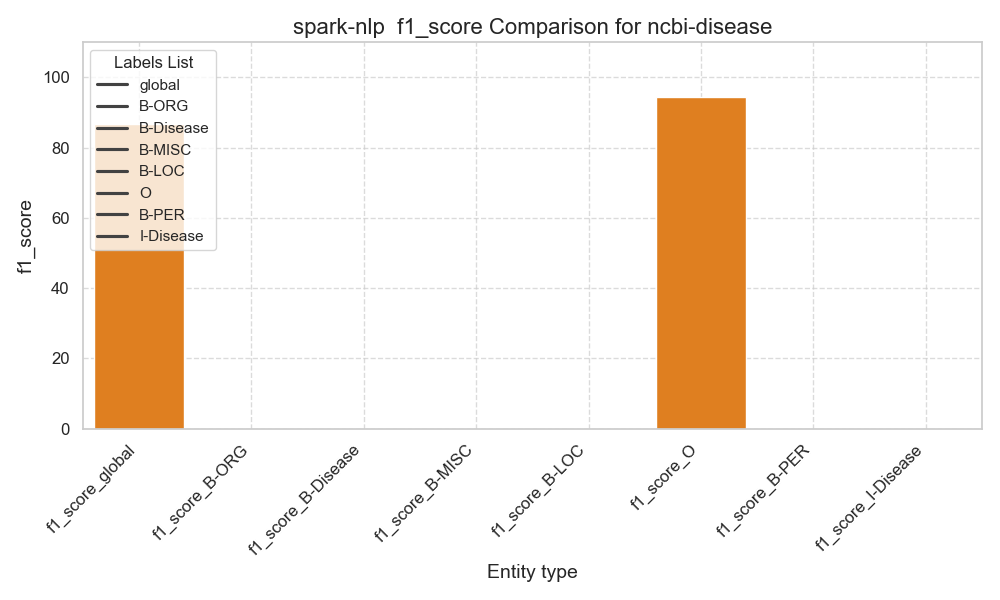 spark-nlp  f1_score Comparison for ncbi-disease
Labels List
global
B-ORG
B-Disease
B-MISC
B-LOC
O
B-PER
I-Disease
f1_score
100
80
60
40
20
0
f1_score_global
f1_score_B-ORG
f1_score_B-Disease
f1_score_B-MISC
f1_score_B-LOC
f1_score_O
f1_score_B-PER
f1_score_I-Disease
Entity type